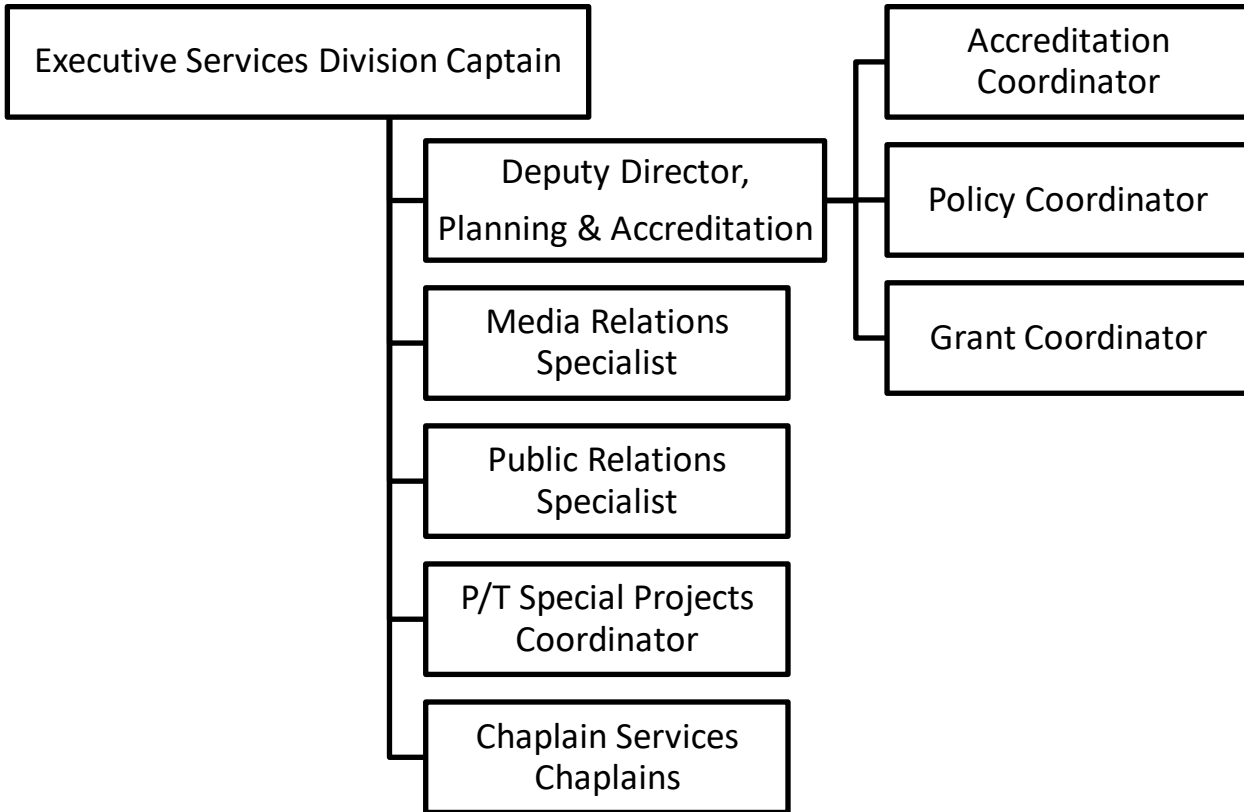 Executive Services Division Captain
Deputy Director,
Planning & Accreditation
Accreditation
Coordinator
Policy Coordinator
Grant Coordinator
Media Relations
Specialist
Public Relations
Specialist
P/T Special Projects
Coordinator
Chaplain Services
Chaplains